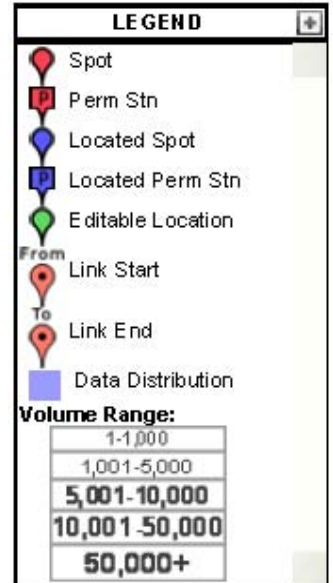 LEGEND +
Spot
P Perm Stn
Located Spot
P Located Perm Stn
Editable Location
From
Link Start
To
Link End
Data Distribution
Volume Range:
1-1,000
1,001-5,000
5,001-10,000
10,001-50,000
50,000+